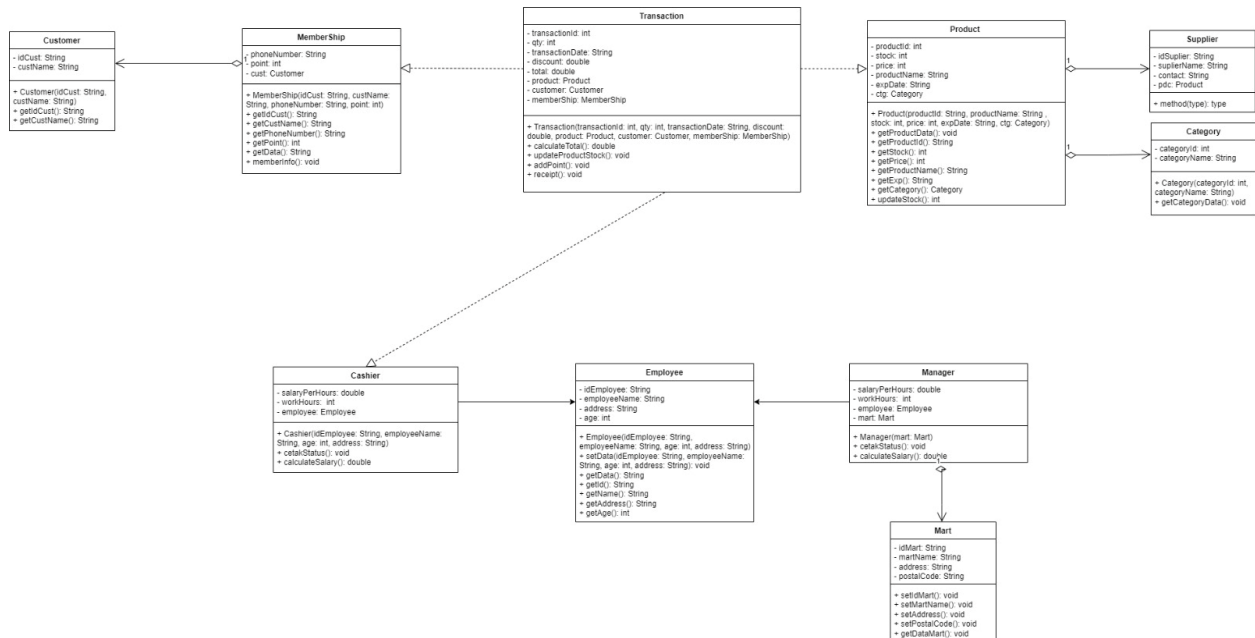 Customer
- idCust: String
- custName: String
+ Customer(idCust: String,
custName: String)
+ getIdCust(): String
+ getCustName(): String
MemberShip
- phoneNumber: String
- point: int
- cust: Customer
+ MemberShip(idCust: String, custName:
String, phoneNumber: String, point: int)
+ getIdCust(): String
+ getCustName(): String
+ getPhoneNumber(): String
+ getPoint(): int
+ getData(): String
+ memberInfo(): void
1
Transaction
- transactionId: int
- qty: int
- transactionDate: String
- discount: double
- total: double
- product: Product
- customer: Customer
- memberShip: MemberShip
+ Transaction(transactionId: int, qty: int, transactionDate: String, discount:
double, product: Product, customer: Customer, memberShip: MemberShip)
+ calculateTotal(): double
+ updateProductStock(): void
+ addPoint(): void
+ receipt(): void
Product
- productId: int
- stock: int
- price: int
- productName: String
- expDate: String
- ctg: Category
+ Product(productId: String, productName: String ,
stock: int, price: int, expDate: String, ctg: Category)
+ getProductData(): void
+ getProductId(): String
+ getStock(): int
+ getPrice(): int
+ getProductName(): String
+ getExp(): String
+ getCategory(): Category
+ updateStock(): int
1
1
Supplier
- idSuplier: String
- suplierName: String
- contact: String
- pdc: Product
+ method(type): type
Category
- categoryId: int
- categoryName: String
+ Category(categoryId: int,
categoryName: String)
+ getCategoryData(): void
Cashier
- salaryPerHours: double
- workHours: int
- employee: Employee
+ Cashier(idEmployee: String, employeeName:
String, age: int, address: String)
+ cetakStatus(): void
+ calculateSalary(): double
Employee
- idEmployee: String
- employeeName: String
- address: String
- age: int
+ Employee(idEmployee: String,
employeeName: String, age: int, address: String)
+ setData(idEmployee: String, employeeName:
String, age: int, address: String): void
+ getData(): String
+ getId(): String
+ getName(): String
+ getAddress(): String
+ getAge(): int
Manager
- salaryPerHours: double
- workHours: int
- employee: Employee
- mart: Mart
+ Manager(mart: Mart)
+ cetakStatus(): void
+ calculateSalary(): double
1
Mart
- idMart: String
- martName: String
- address: String
- postalCode: String
+ setIdMart(): void
+ setMartName(): void
+ setAddress(): void
+ setPostalCode(): void
+ getDataMart(): void